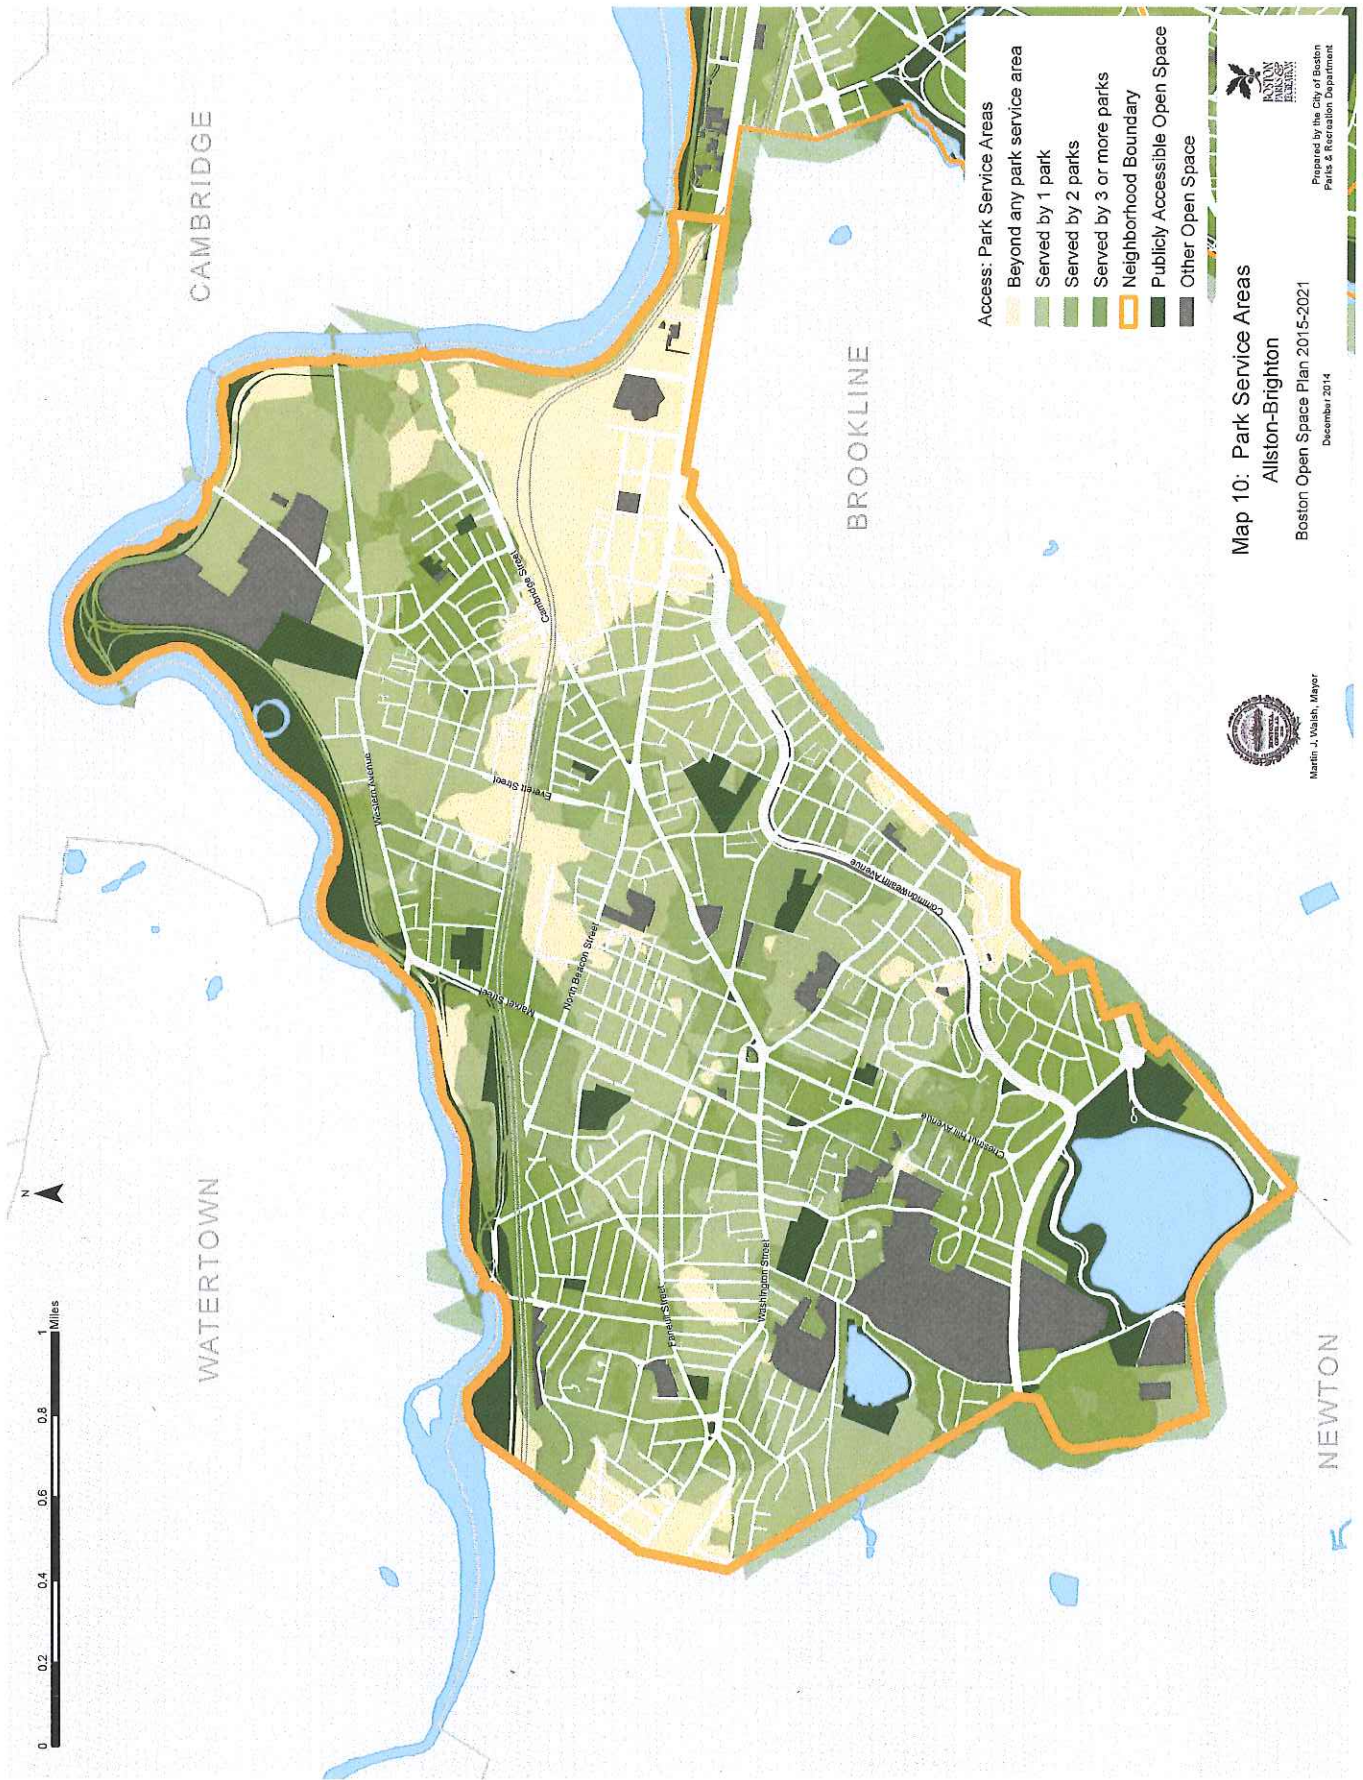 CAMBRIDGE
WATERTOWN
BROOKLINE
NEWTON
N
0
0.2
0.4
0.6
0.8
1
Miles
Western Avenue
Cambridge Street
Everett Street
North Beacon Street
Market Street
Commonwealth Avenue
Chestnut Hill Avenue
Washington Street
Faneuil Street
Access: Park Service Areas
Beyond any park service area
Served by 1 park
Served by 2 parks
Served by 3 or more parks
Neighborhood Boundary
Publicly Accessible Open Space
Other Open Space
Map 10: Park Service Areas
Allston-Brighton
Boston Open Space Plan 2015-2021
December 2014
Martin J. Walsh, Mayor
BOSTON
PARKS &
RECREATION
Prepared by the City of Boston
Parks & Recreation Department